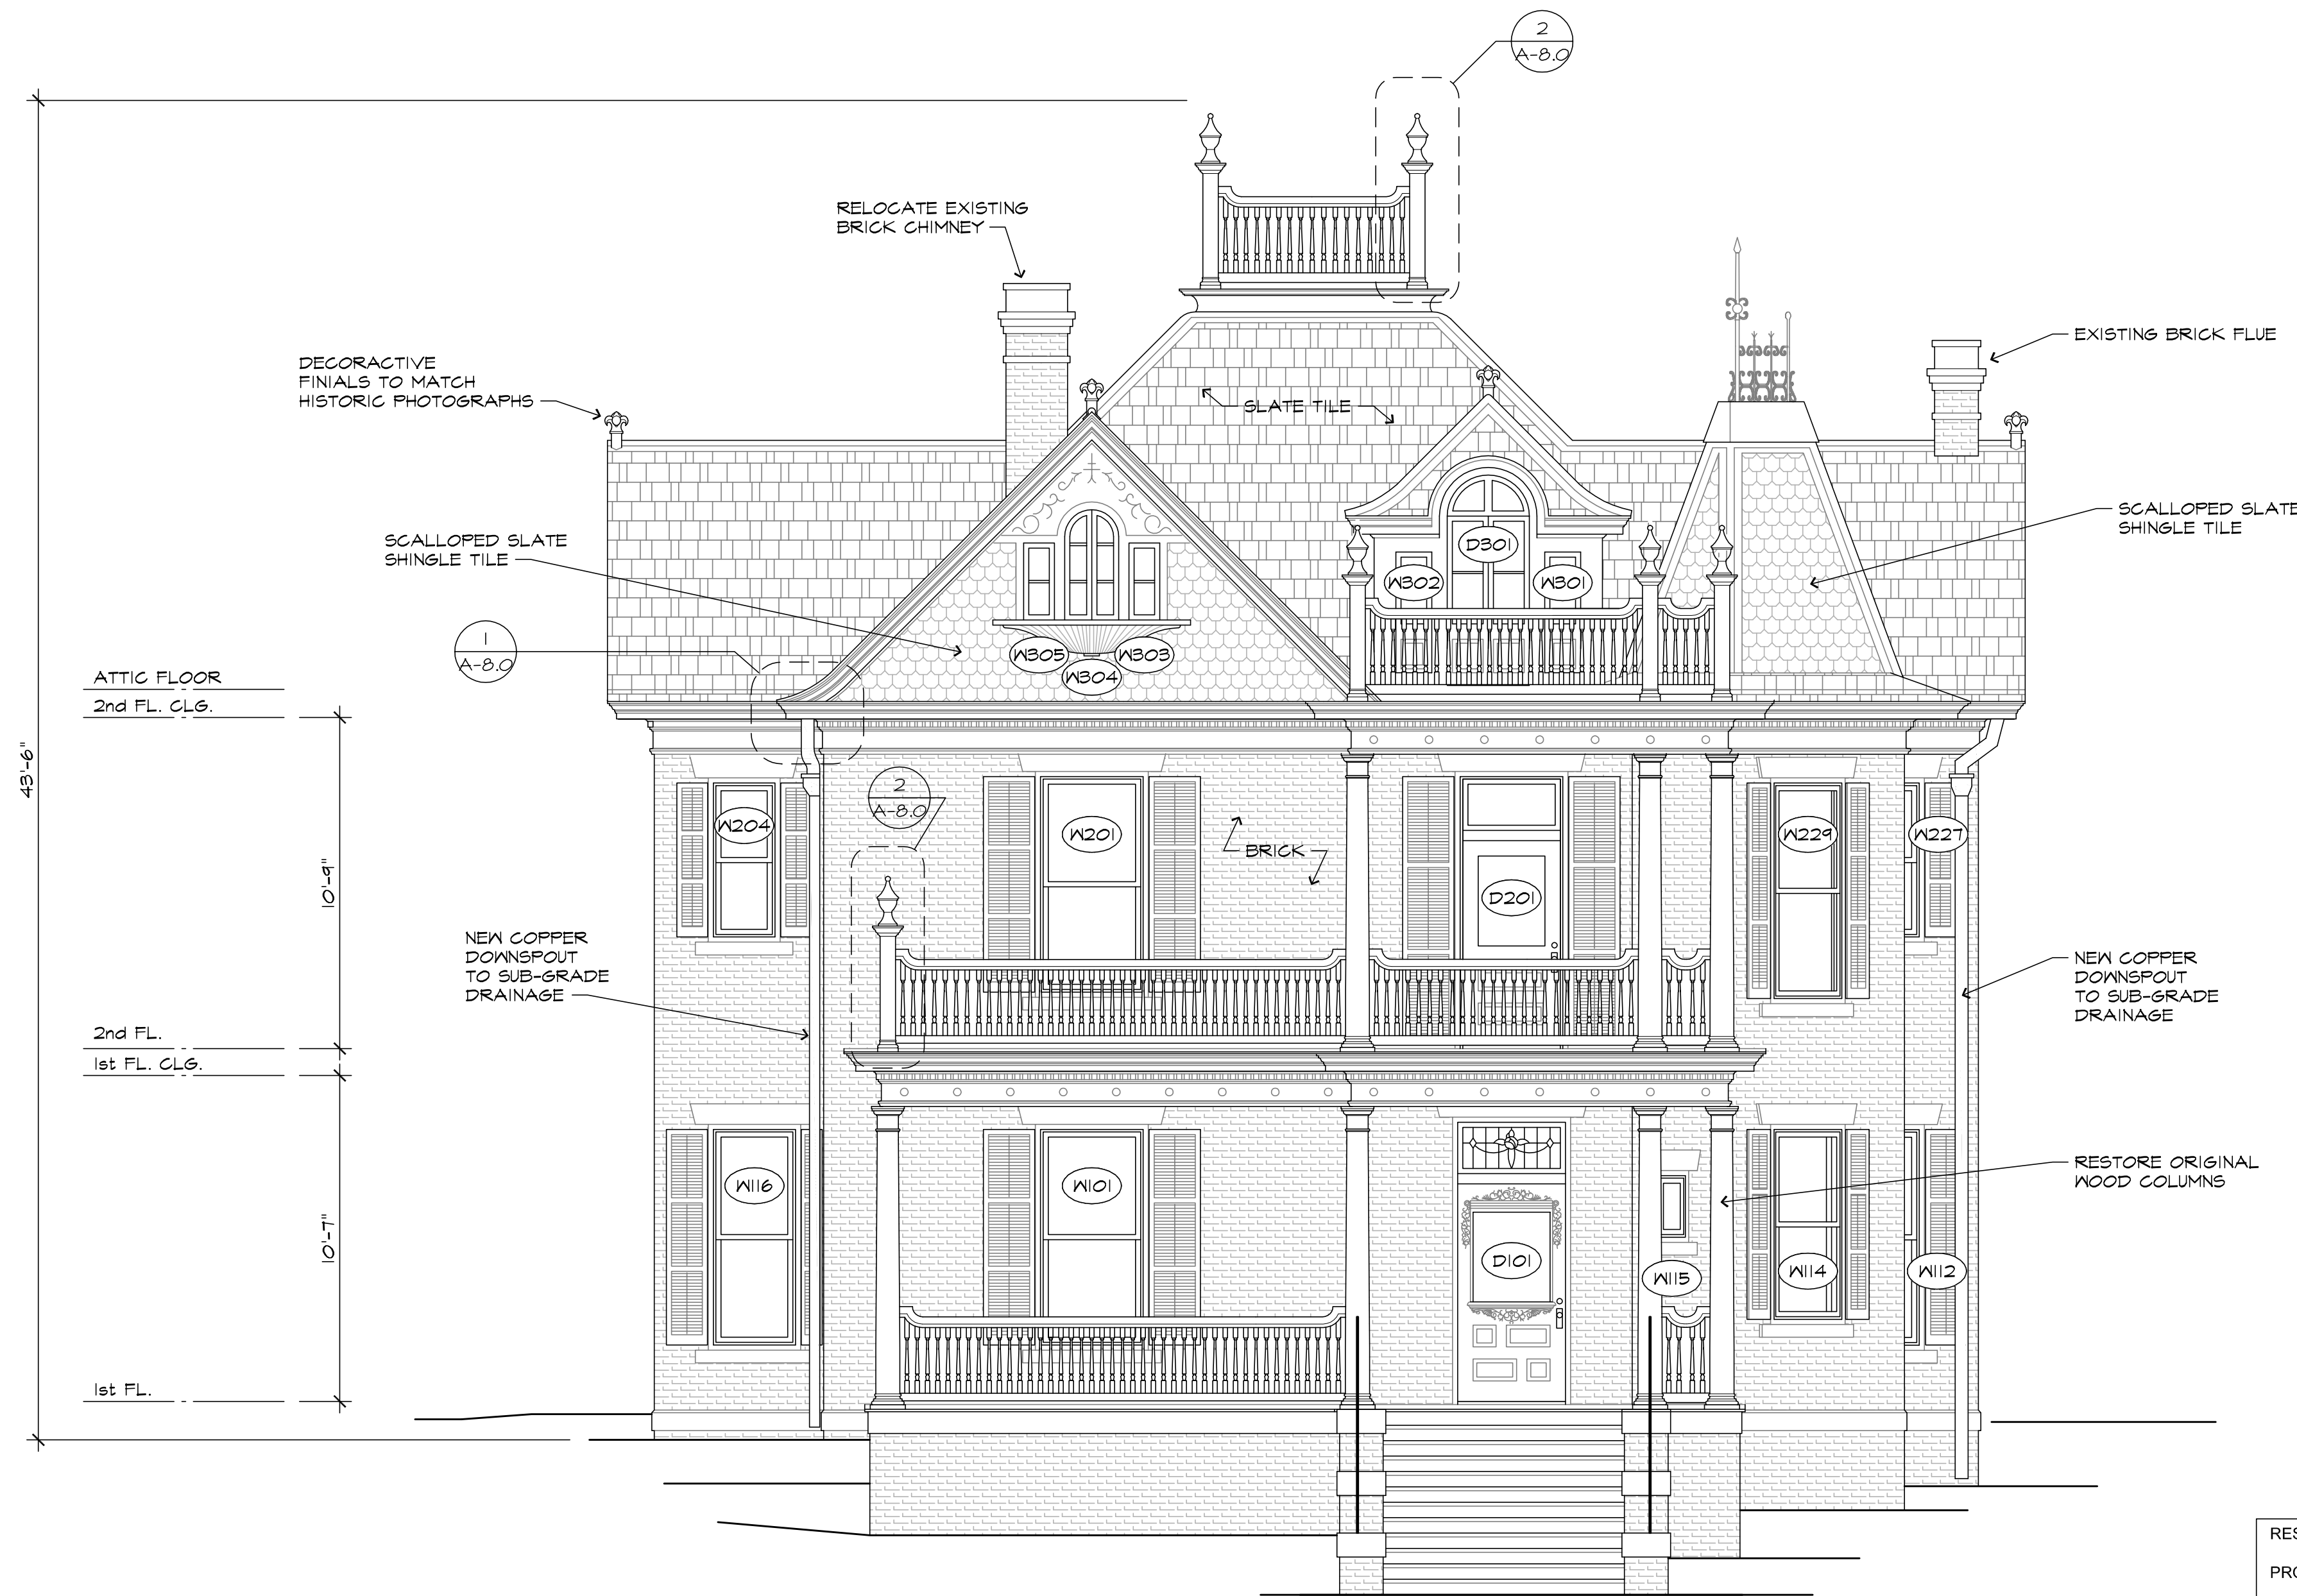 2
A-8.0
RELOCATE EXISTING
BRICK CHIMNEY
EXISTING BRICK FLUE
DECORACTIVE
FINIALS TO MATCH
HISTORIC PHOTOGRAPHS
SLATE TILE
SCALLOPED SLATE
SHINGLE TILE
SCALLOPED SLATE
SHINGLE TILE
D301
W302
W301
1
A-8.0
W305
W303
W304
ATTIC FLOOR
2nd FL. CLG.
43'-6"
2
A-8.0
W204
W201
BRICK
D201
W229
W227
10'-9"
NEW COPPER
DOWNSPOUT
TO SUB-GRADE
DRAINAGE
NEW COPPER
DOWNSPOUT
TO SUB-GRADE
DRAINAGE
2nd FL.
1st FL. CLG.
W116
W101
D101
W115
W114
W112
RESTORE ORIGINAL
WOOD COLUMNS
10'-7"
1st FL.
RES
PRO